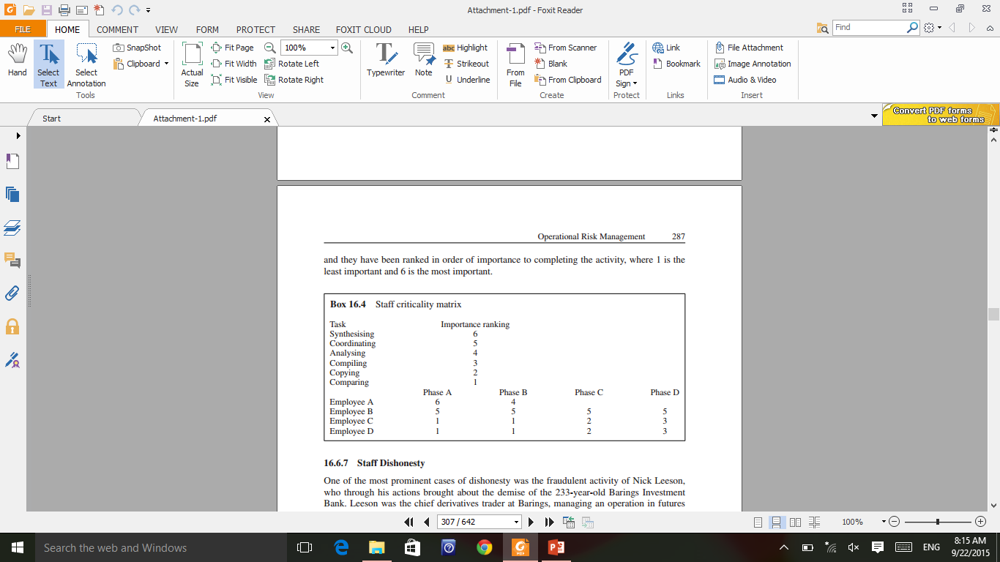 Attachment-1.pdf - Foxit Reader
FILE HOME COMMENT VIEW FORM PROTECT SHARE FOXIT CLOUD HELP Find
Hand
Select Text
Select Annotation
SnapShot
Clipboard
Tools
Actual Size
Fit Page
Fit Width
Fit Visible
100%
Rotate Left
Rotate Right
View
Typewriter
Note
abc Highlight
T Strikeout
U Underline
Comment
From File
From Scanner
Blank
From Clipboard
Create
PDF Sign
Protect
Link
Bookmark
Links
File Attachment
Image Annotation
Audio & Video
Insert
Start Attachment-1.pdf
Convert PDF forms
to web forms
Operational Risk Management 287
and they have been ranked in order of importance to completing the activity, where 1 is the
least important and 6 is the most important.
Box 16.4 Staff criticality matrix
Task Importance ranking
Synthesising 6
Coordinating 5
Analysing 4
Compiling 3
Copying 2
Comparing 1
Phase A Phase B Phase C Phase D
Employee A 6 4
Employee B 5 5 5 5
Employee C 1 1 2 3
Employee D 1 1 2 3
16.6.7 Staff Dishonesty
One of the most prominent cases of dishonesty was the fraudulent activity of Nick Leeson,
who through his actions brought about the demise of the 233-year-old Barings Investment
Bank. Leeson was the chief derivatives trader at Barings, managing an operation in futures
307 / 642 100%
Search the web and Windows
ENG
8:15 AM
9/22/2015